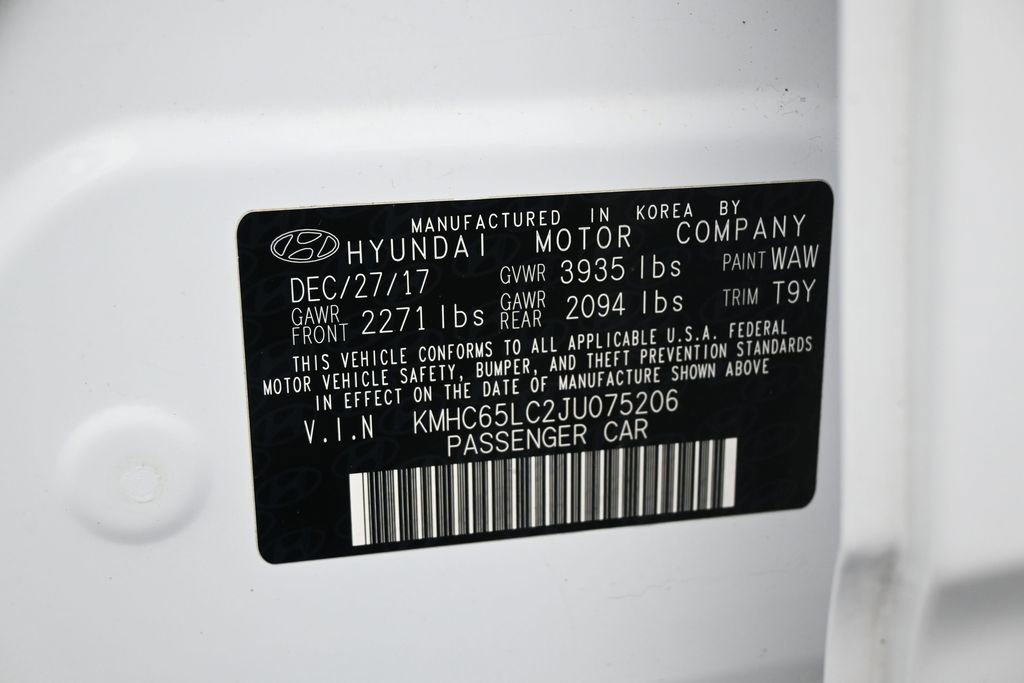 MANUFACTURED IN KOREA BY
HYUNDAI MOTOR COMPANY
DEC/27/17 GVWR 3935 lbs PAINT WAW
GAWR FRONT 2271 lbs GAWR REAR 2094 lbs TRIM T9Y
THIS VEHICLE CONFORMS TO ALL APPLICABLE U.S.A. FEDERAL
MOTOR VEHICLE SAFETY, BUMPER, AND THEFT PREVENTION STANDARDS
IN EFFECT ON THE DATE OF MANUFACTURE SHOWN ABOVE
V.I.N KMHC65LC2JU075206
PASSENGER CAR